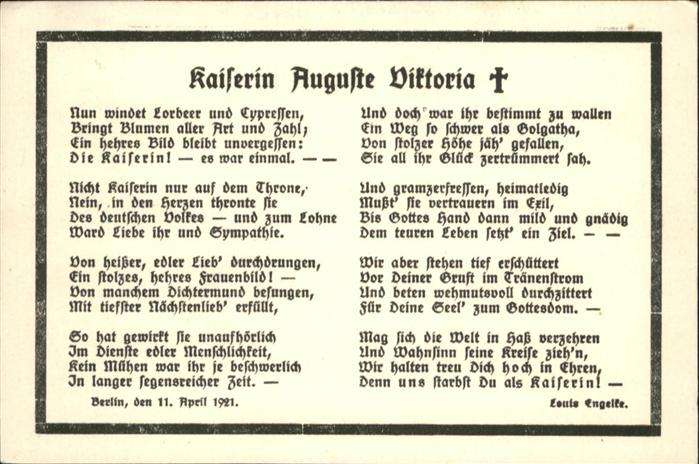 Kaiserin Auguste Viktoria ✝
Nun windet Lorbeer und Cypressen,
Bringt Blumen aller Art und Zahl;
Ein hehres Bild bleibt unvergessen:
Die Kaiserin! — es war einmal. — —
Nicht Kaiserin nur auf dem Throne,
Nein, in den Herzen thronte sie
Des deutschen Volkes — und zum Lohne
Ward Liebe ihr und Sympathie.
Von heißer, edler Lieb' durchdrungen,
Ein stolzes, hehres Frauenbild! —
Von manchem Dichtermund besungen,
Mit tiefster Nächstenlieb' erfüllt,
So hat gewirkt sie unaufhörlich
Im Dienste edler Menschlichkeit,
Kein Mühen war ihr je beschwerlich
In langer segensreicher Zeit. —
Berlin, den 11. April 1921.
Und doch war ihr bestimmt zu wallen
Ein Weg so schwer als Golgatha,
Von stolzer Höhe jäh' gefallen,
Sie all ihr Glück zertrümmert sah.
Und gramzerfressen, heimatledig
Mußt' sie vertrauern im Exil,
Bis Gottes Hand dann mild und gnädig
Dem teuren Leben setzt' ein Ziel. — —
Wir aber stehen tief erschüttert
Vor Deiner Gruft im Tränenstrom
Und beten wehmutsvoll durchzittert
Für Deine Seel' zum Gottesdom. —
Mag sich die Welt in Haß verzehren
Und Wahnsinn seine Kreise zieh'n,
Wir halten treu Dich hoch in Ehren,
Denn uns starbst Du als Kaiserin! —
Louis Engelke.